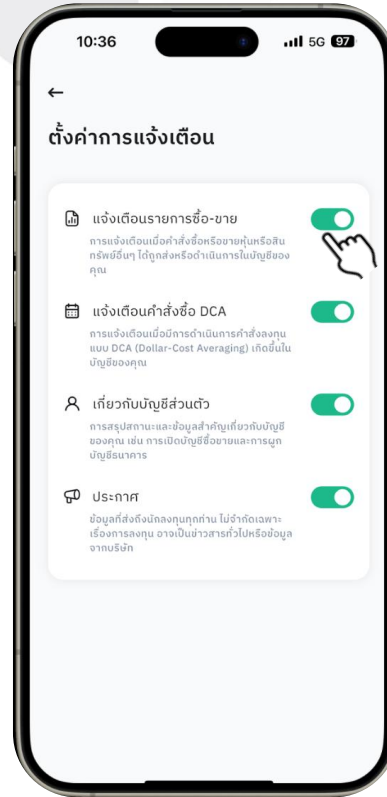 10:36
5G 97
ตั้งค่าการแจ้งเตือน
แจ้งเตือนรายการซื้อ-ขาย
การแจ้งเตือนเมื่อคำสั่งซื้อหรือขายหุ้นหรือสิน
ทรัพย์อื่นๆ ได้ถูกส่งหรือดำเนินการในบัญชีของ
คุณ
แจ้งเตือนคำสั่งซื้อ DCA
การแจ้งเตือนเมื่อมีการดำเนินการคำสั่งลงทุน
แบบ DCA (Dollar-Cost Averaging) เกิดขึ้นใน
บัญชีของคุณ
เกี่ยวกับบัญชีส่วนตัว
การสรุปสถานะและข้อมูลสำคัญเกี่ยวกับบัญชี
ของคุณ เช่น การเปิดบัญชีซื้อขายและการผูก
บัญชีธนาคาร
ประกาศ
ข้อมูลที่ส่งถึงนักลงทุนทุกท่าน ไม่จำกัดเฉพาะ
เรื่องการลงทุน อาจเป็นข่าวสารทั่วไปหรือข้อมูล
จากบริษัท